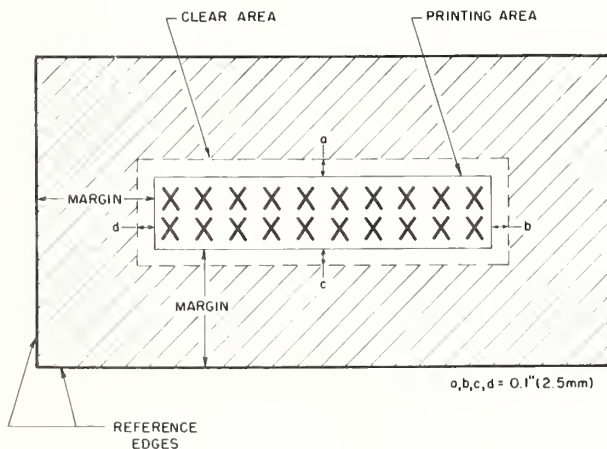 CLEAR AREA
PRINTING AREA
a
MARGIN
X X X X X X X X X X
d
X X X X X X X X X X
b
c
MARGIN
a,b,c,d = 0.1" (2.5mm)
REFERENCE
EDGES